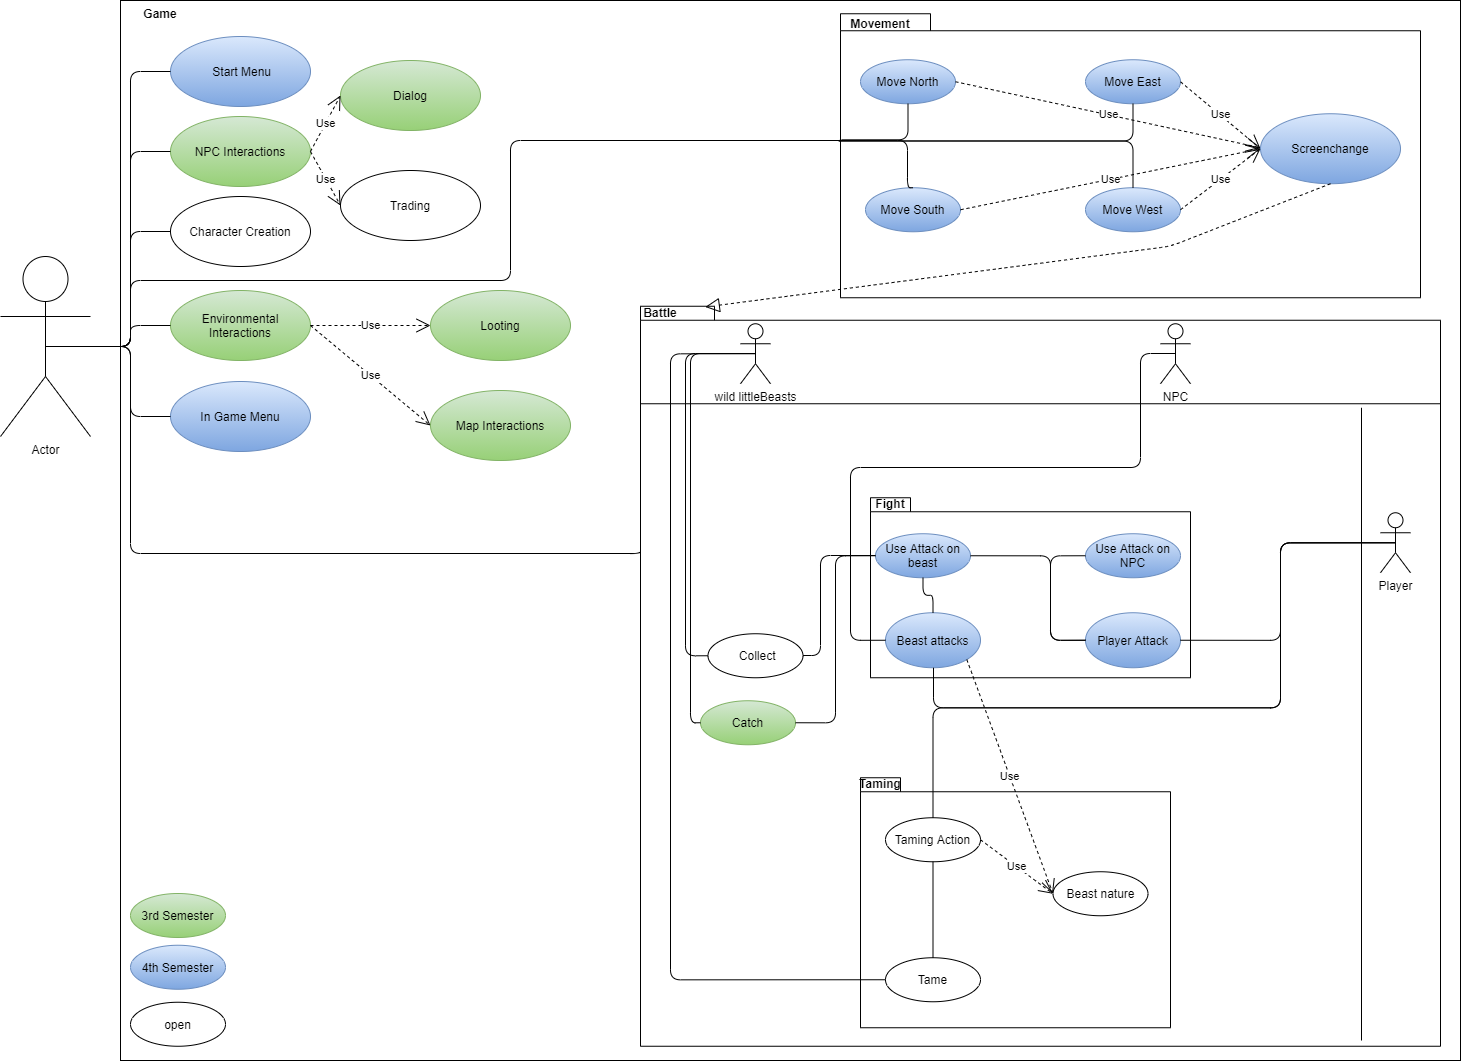 Game
Movement
Start Menu
Move North
Move East
Dialog
Use
Use
Use
NPC Interactions
Screenchange
Use
Use
Use
Trading
Move South
Move West
Character Creation
Environmental
Interactions
Use
Looting
Battle
Use
wild littleBeasts
NPC
In Game Menu
Map Interactions
Actor
Fight
Use Attack on
beast
Use Attack on
NPC
Player
Beast attacks
Player Attack
Collect
Catch
Use
Taming
Taming Action
Use
Beast nature
3rd Semester
4th Semester
Tame
open